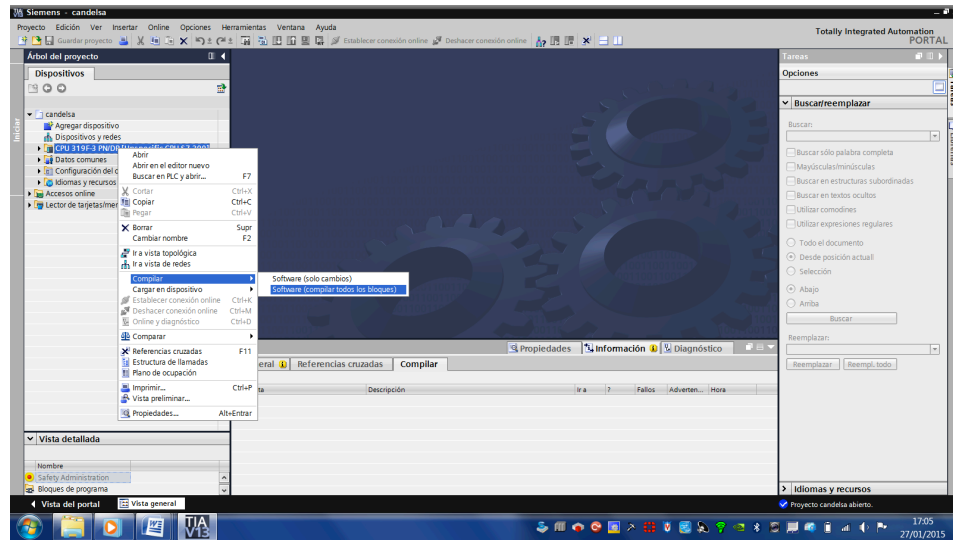 Siemens - candelsa
Proyecto Edición Ver Insertar Online Opciones Herramientas Ventana Ayuda
Guardar proyecto
Establecer conexión online
Deshacer conexión online
Totally Integrated Automation
PORTAL
Árbol del proyecto
Dispositivos
Iniciar
candelsa
Agregar dispositivo
Dispositivos y redes
CPU 319F-3 PN/DP [Unspecific CPU S7-300]
Datos comunes
Configuración del
Idiomas y recursos
Accesos online
Lector de tarjetas/mem
Abrir
Abrir en el editor nuevo
Buscar en PLC y abrir... F7
Cortar Ctrl+X
Copiar Ctrl+C
Pegar Ctrl+V
Borrar Supr
Cambiar nombre F2
Ir a vista topológica
Ir a vista de redes
Compilar
Cargar en dispositivo
Establecer conexión online Ctrl+K
Deshacer conexión online Ctrl+M
Online y diagnóstico Ctrl+D
Comparar
Referencias cruzadas F11
Estructura de llamadas
Plano de ocupación
Imprimir... Ctrl+P
Vista preliminar...
Propiedades... Alt+Entrar
Software (solo cambios)
Software (compilar todos los bloques)
Propiedades Información Diagnóstico
eral Referencias cruzadas Compilar
ta Descripción Ir a ? Fallos Adverten... Hora
Vista detallada
Nombre
Safety Administration
Bloques de programa
Tareas
Opciones
Buscar/reemplazar
Buscar:
Buscar sólo palabra completa
Mayúsculas/minúsculas
Buscar en estructuras subordinadas
Buscar en textos ocultos
Utilizar comodines
Utilizar expresiones regulares
Todo el documento
Desde posición actuall
Selección
Abajo
Arriba
Buscar
Reemplazar:
Reemplazar Reempl. todo
Idiomas y recursos
Vista del portal Vista general
Proyecto candelsa abierto.
TIA
V13
17:05
27/01/2015